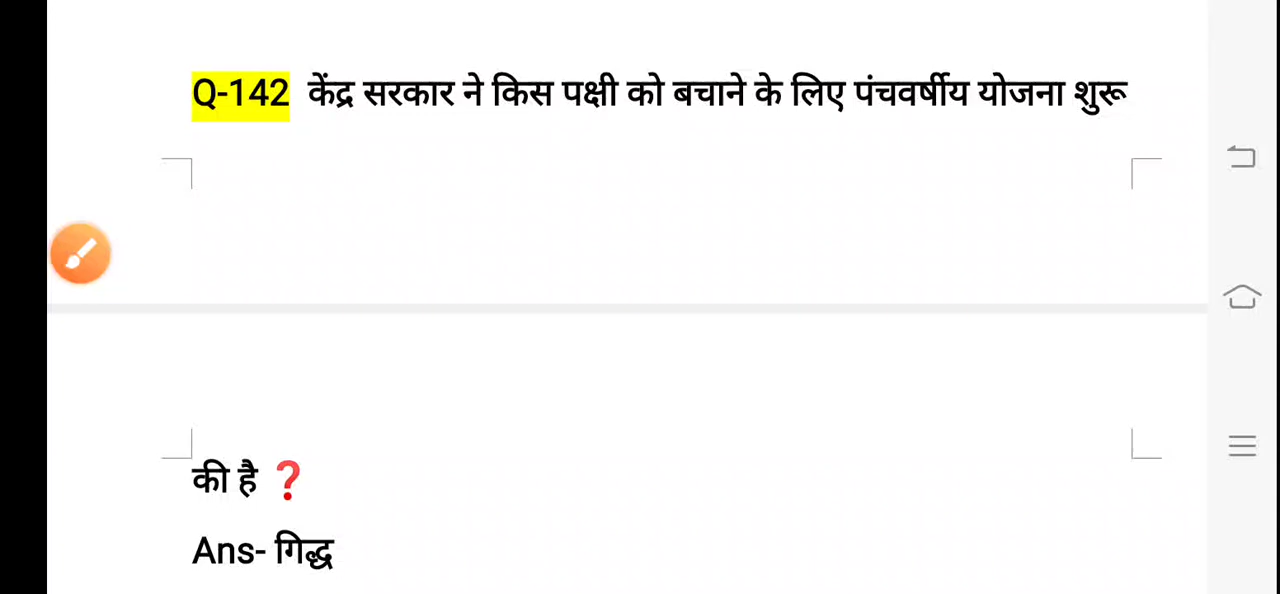 Q-142 केंद्र सरकार ने किस पक्षी को बचाने के लिए पंचवर्षीय योजना शुरू
की है ❓
Ans- गिद्ध